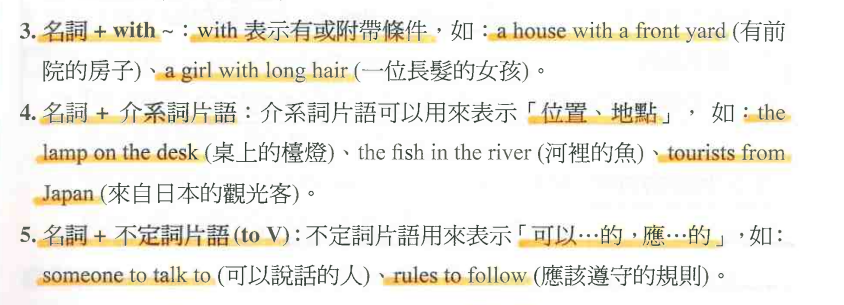 3. 名詞 + with ~：with 表示有或附帶條件，如：a house with a front yard (有前
院的房子)、a girl with long hair (一位長髮的女孩)。
4. 名詞 + 介系詞片語：介系詞片語可以用來表示「位置、地點」， 如：the
lamp on the desk (桌上的檯燈)、the fish in the river (河裡的魚)、tourists from
Japan (來自日本的觀光客)。
5. 名詞 + 不定詞片語 (to V)：不定詞片語用來表示「可以…的，應…的」，如：
someone to talk to (可以說話的人)、rules to follow (應該遵守的規則)。